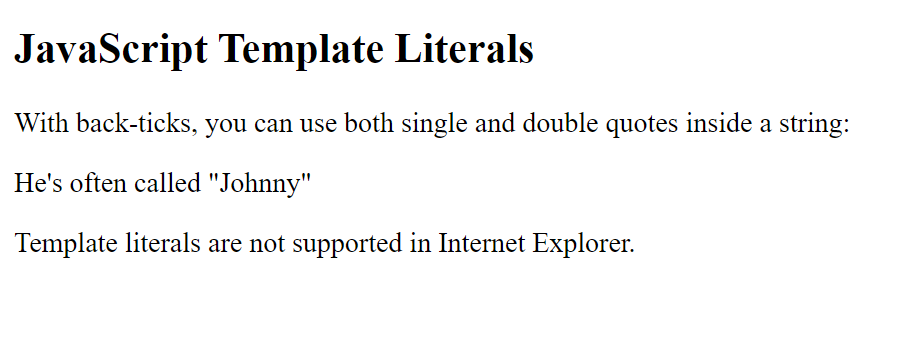 JavaScript Template Literals
With back-ticks, you can use both single and double quotes inside a string:
He's often called "Johnny"
Template literals are not supported in Internet Explorer.